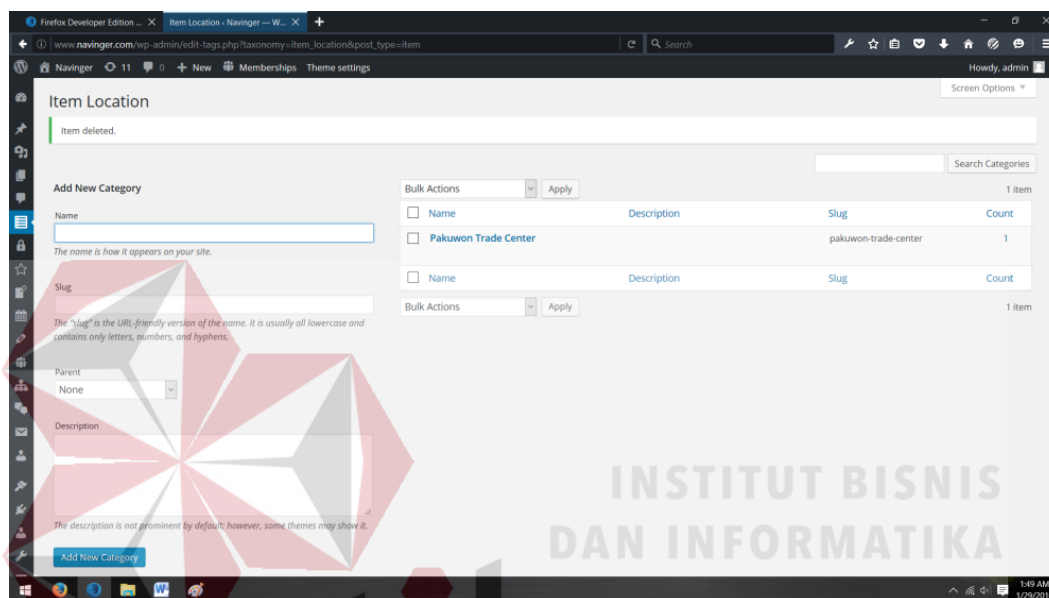 Firefox Developer Edition ...
Item Location ‹ Navinger — W...
www.navinger.com/wp-admin/edit-tags.php?taxonomy=item_location&post_type=item
Search
Navinger 11 0 + New Memberships Theme settings
Howdy, admin
Screen Options
Item Location
Item deleted.
Search Categories
Add New Category
Bulk Actions Apply 1 item
Name
Name Description Slug Count
Pakuwon Trade Center pakuwon-trade-center 1
The name is how it appears on your site.
Name Description Slug Count
Slug
Bulk Actions Apply 1 item
The "slug" is the URL-friendly version of the name. It is usually all lowercase and
contains only letters, numbers, and hyphens.
Parent
None
Description
The description is not prominent by default; however, some themes may show it.
Add New Category
INSTITUT BISNIS
DAN INFORMATIKA
1:49 AM
1/29/201